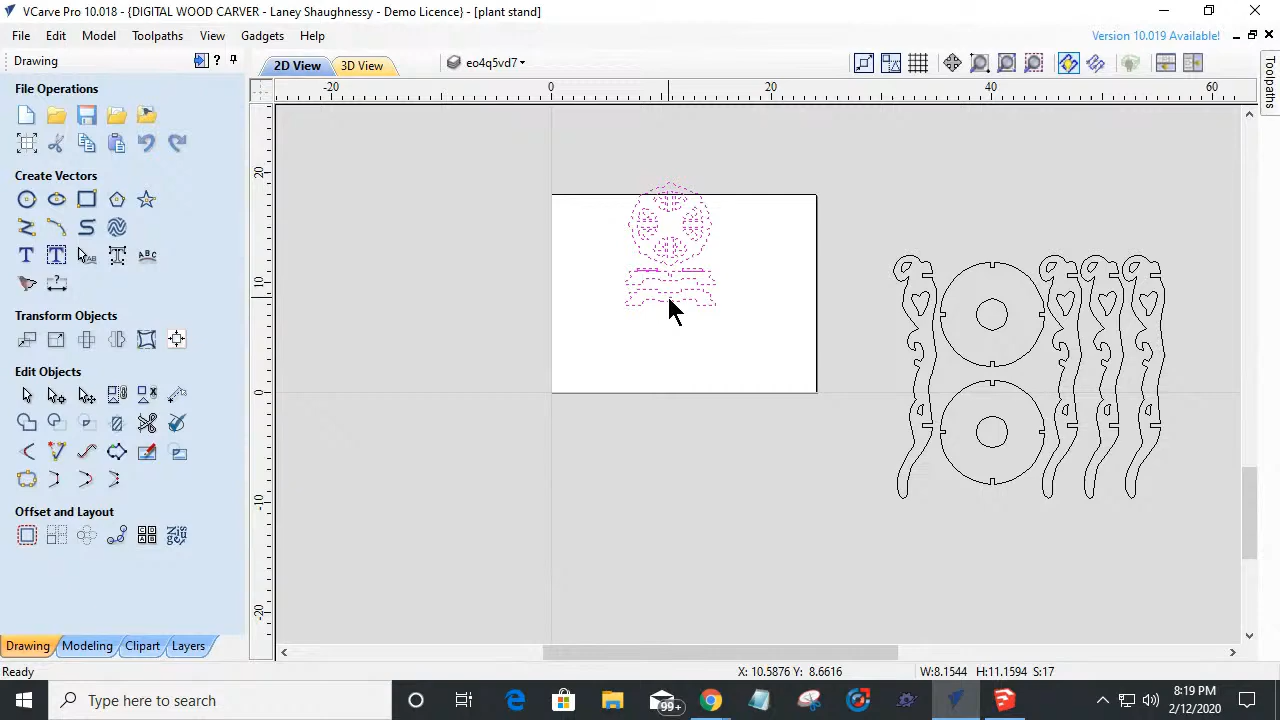 VCarve Pro 10.018 - {DIGITAL WOOD CARVER - Laney Shaughnessy - Demo Licence} - [plant stand]
File Edit Model Toolpaths View Gadgets Help
Version 10.019 Available!
Drawing
2D View 3D View
eo4q5vd7
Toolpaths
File Operations
-20 0 20 40 60
20
10
0
-10
-20
Create Vectors
Transform Objects
Edit Objects
Offset and Layout
Drawing Modeling Clipart Layers
Ready
X: 10.5876 Y: 8.6616
W:8.1544 H:11.1594 S:17
Type here to search
99+
8:19 PM
2/12/2020